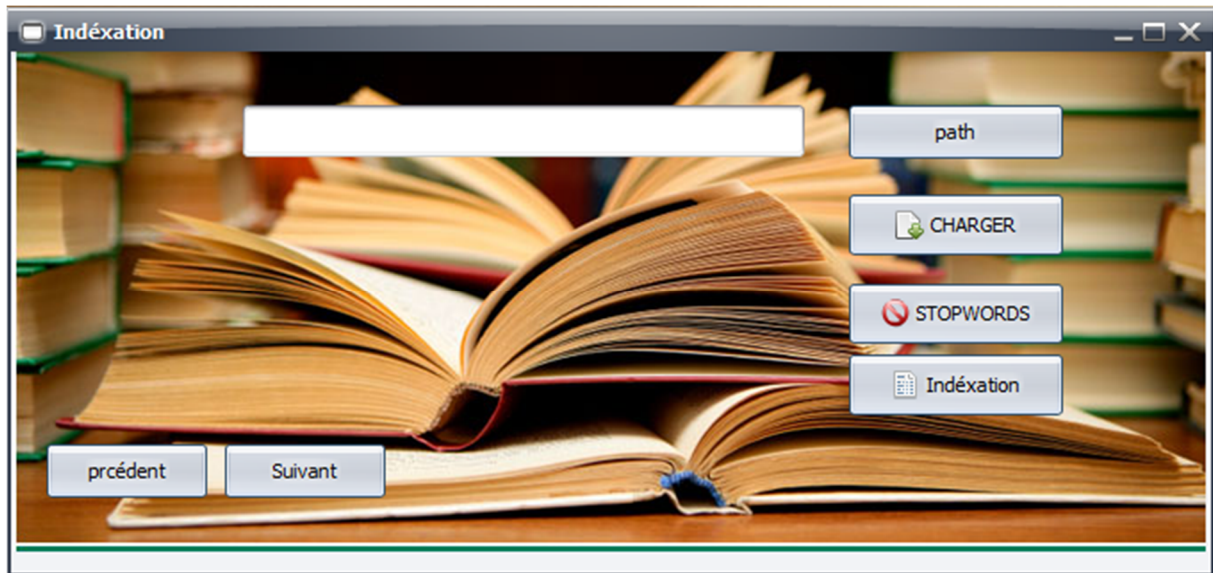 Indéxation
path
CHARGER
STOPWORDS
Indéxation
prcédent
Suivant